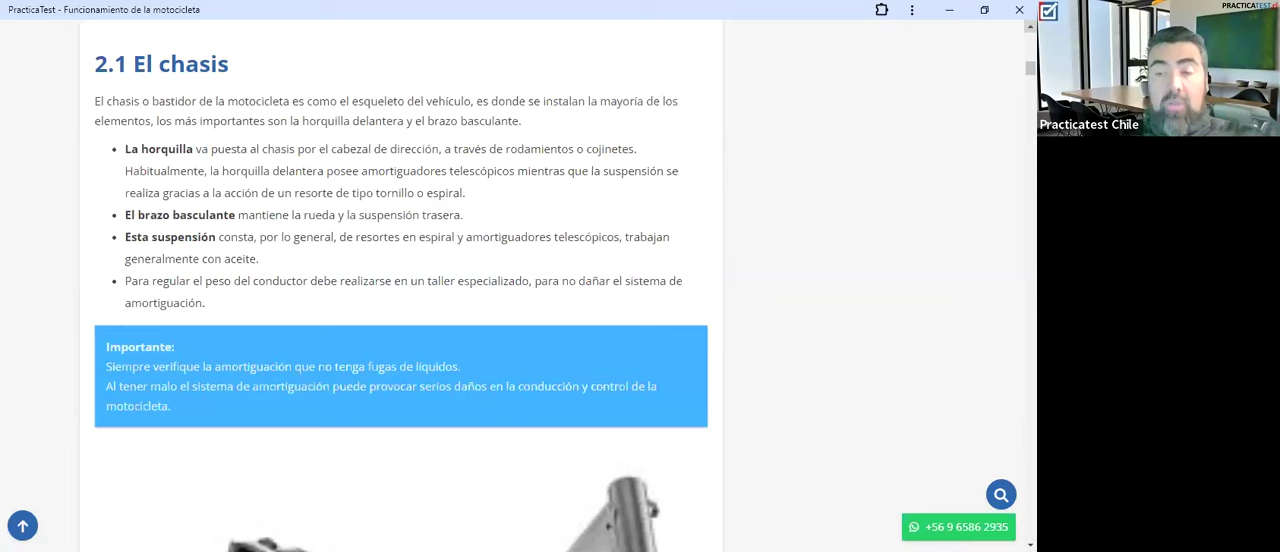 PracticaTest - Funcionamiento de la motocicleta
PRACTICATEST.cl
2.1 El chasis
El chasis o bastidor de la motocicleta es como el esqueleto del vehículo, es donde se instalan la mayoría de los
elementos, los más importantes son la horquilla delantera y el brazo basculante.
La horquilla va puesta al chasis por el cabezal de dirección, a través de rodamientos o cojinetes.
Habitualmente, la horquilla delantera posee amortiguadores telescópicos mientras que la suspensión se
realiza gracias a la acción de un resorte de tipo tornillo o espiral.
El brazo basculante mantiene la rueda y la suspensión trasera.
Esta suspensión consta, por lo general, de resortes en espiral y amortiguadores telescópicos, trabajan
generalmente con aceite.
Para regular el peso del conductor debe realizarse en un taller especializado, para no dañar el sistema de
amortiguación.
Importante:
Siempre verifique la amortiguación que no tenga fugas de líquidos.
Al tener malo el sistema de amortiguación puede provocar serios daños en la conducción y control de la
motocicleta.
+56 9 6586 2935
Practicatest Chile